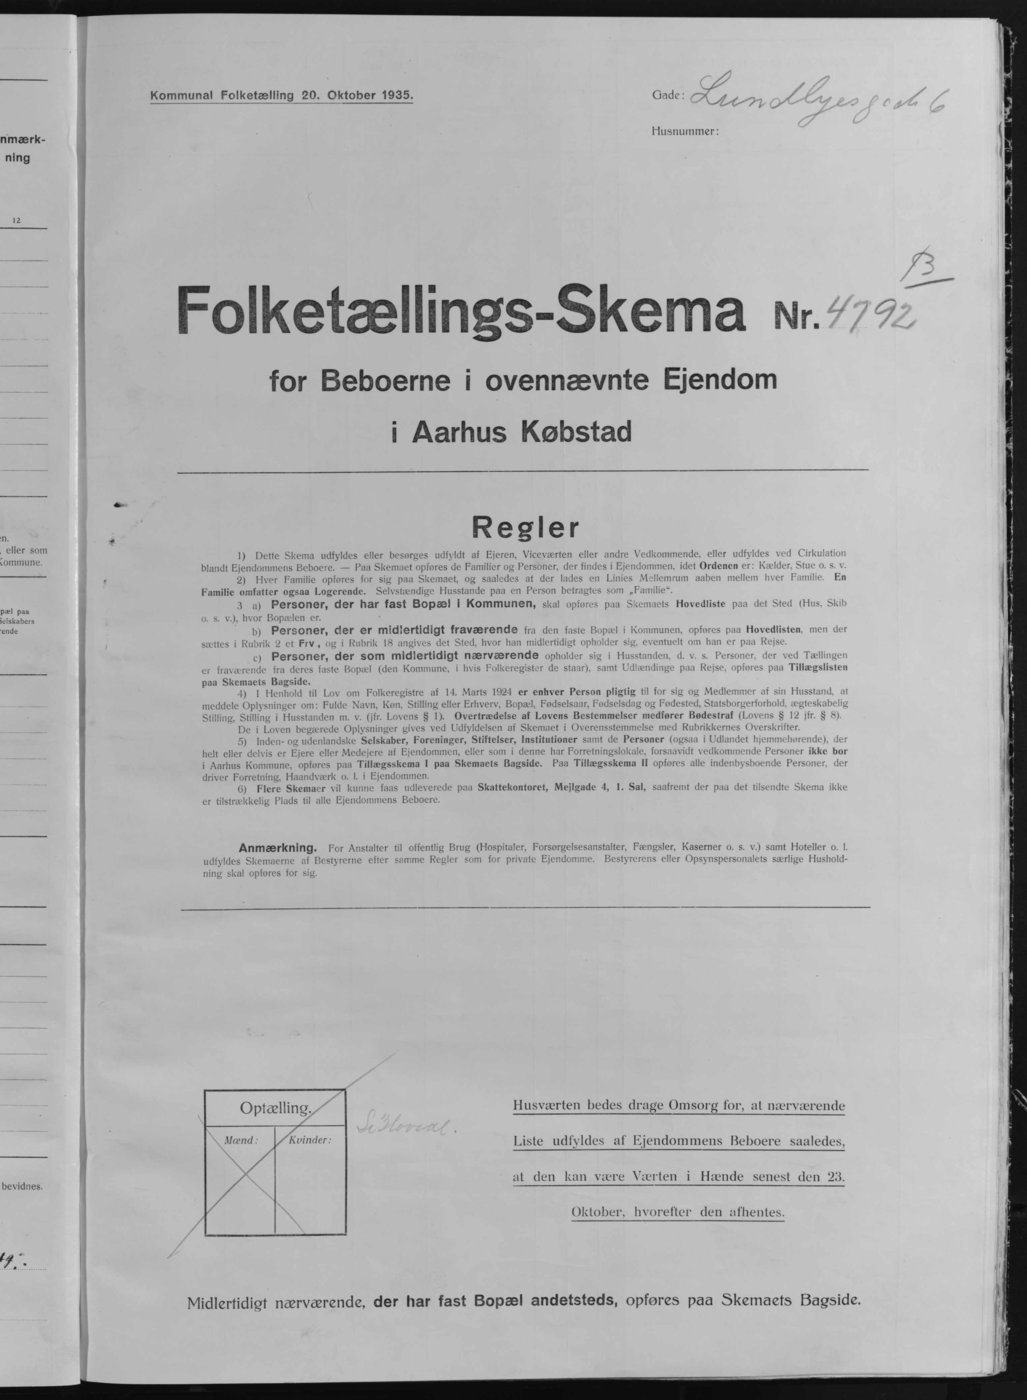 nmærk-
ning
12
en.
, eller som
Kommune.
pæl paa
Selskabers
rende
bevidnes.
Kommunal Folketælling 20. Oktober 1935.
Gade: Lundbyesgade 6
Husnummer:
B
Folketællings-Skema Nr. 4792
for Beboerne i ovennævnte Ejendom
i Aarhus Købstad
Regler
1) Dette Skema udfyldes eller besørges udfyldt af Ejeren, Viceværten eller andre Vedkommende, eller udfyldes ved Cirkulation
blandt Ejendommens Beboere. — Paa Skemaet opføres de Familier og Personer, der findes i Ejendommen, idet Ordenen er: Kælder, Stue o. s. v.
2) Hver Familie opføres for sig paa Skemaet, og saaledes at der lades en Linies Mellemrum aaben mellem hver Familie. En
Familie omfatter ogsaa Logerende. Selvstændige Husstande paa en Person betragtes som „Familie“.
3 a) Personer, der har fast Bopæl i Kommunen, skal opføres paa Skemaets Hovedliste paa det Sted (Hus, Skib
o. s. v.), hvor Bopælen er.
b) Personer, der er midlertidigt fraværende fra den faste Bopæl i Kommunen, opføres paa Hovedlisten, men der
sættes i Rubrik 2 et Frv., og i Rubrik 18 angives det Sted, hvor han midlertidigt opholder sig, eventuelt om han er paa Rejse.
c) Personer, der som midlertidigt nærværende opholder sig i Husstanden, d. v. s. Personer, der ved Tællingen
er fraværende fra deres faste Bopæl (den Kommune, i hvis Folkeregister de staar), samt Udlændinge paa Rejse, opføres paa Tillægslisten
paa Skemaets Bagside.
4) I Henhold til Lov om Folkeregistre af 14. Marts 1924 er enhver Person pligtig til for sig og Medlemmer af sin Husstand, at
meddele Oplysninger om: Fulde Navn, Køn, Stilling eller Erhverv, Bopæl, Fødselsaar, Fødselsdag og Fødested, Statsborgerforhold, ægteskabelig
Stilling, Stilling i Husstanden m. v. (jfr. Lovens § 1). Overtrædelse af Lovens Bestemmelser medfører Bødestraf (Lovens § 12 jfr. § 8).
De i Loven begærede Oplysninger gives ved Udfyldelsen af Skemaet i Overensstemmelse med Rubrikkernes Overskrifter.
5) Inden- og udenlandske Selskaber, Foreninger, Stiftelser, Institutioner samt de Personer (ogsaa i Udlandet hjemmehørende), der
helt eller delvis er Ejere eller Medejere af Ejendommen, eller som i denne har Forretningslokale, forsaavidt vedkommende Personer ikke bor
i Aarhus Kommune, opføres paa Tillægsskema I paa Skemaets Bagside. Paa Tillægsskema II opføres alle indenbysboende Personer, der
driver Forretning, Haandværk o. l. i Ejendommen.
6) Flere Skemaer vil kunne faas udleverede paa Skattekontoret, Mejlgade 4, 1. Sal, saafremt der paa det tilsendte Skema ikke
er tilstrækkelig Plads til alle Ejendommens Beboere.
Anmærkning. For Anstalter til offentlig Brug (Hospitaler, Forsørgelsesanstalter, Fængsler, Kaserner o. s. v.) samt Hoteller o. l.
udfyldes Skemaerne af Bestyrerne efter samme Regler som for private Ejendomme. Bestyrerens eller Opsynspersonalets særlige Hushold-
ning skal opføres for sig.
Optælling.
Mænd: Kvinder:
Husværten bedes drage Omsorg for, at nærværende
Liste udfyldes af Ejendommens Beboere saaledes,
at den kan være Værten i Hænde senest den 23.
Oktober, hvorefter den afhentes.
Midlertidigt nærværende, der har fast Bopæl andetsteds, opføres paa Skemaets Bagside.